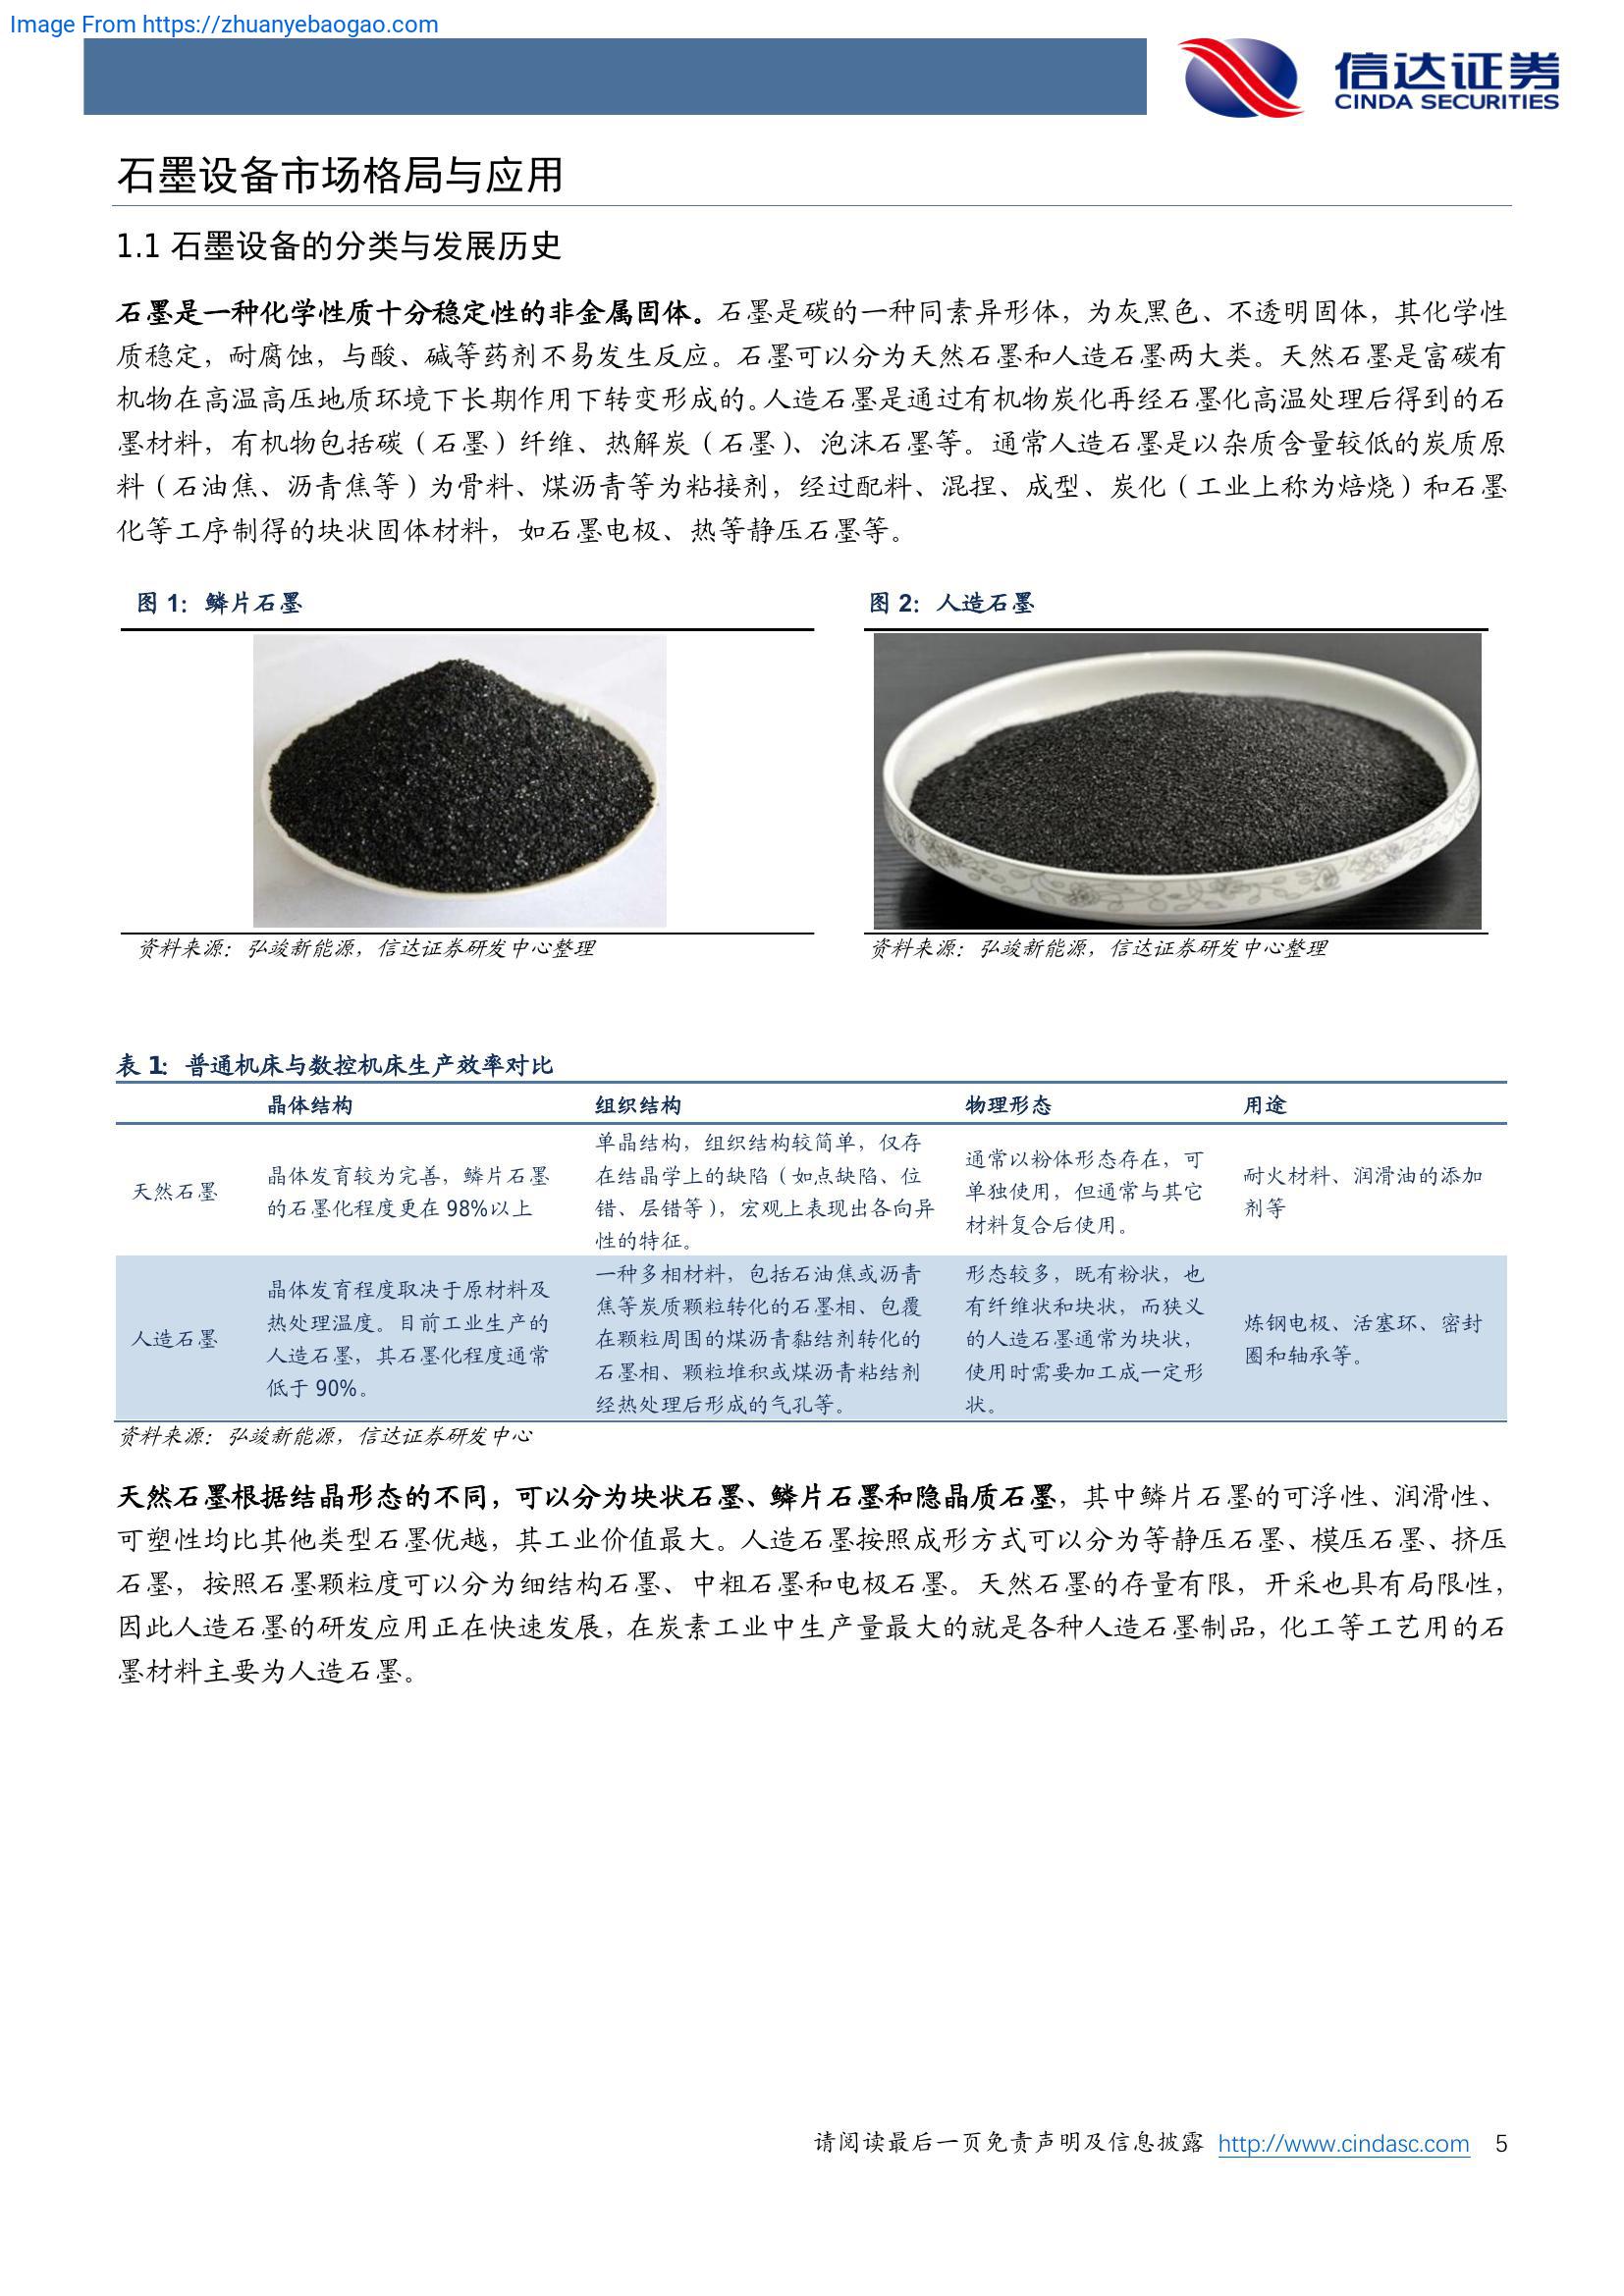 Image From https://zhuanyebaogao.com
信达证券
CINDA SECURITIES
石墨设备市场格局与应用
1.1 石墨设备的分类与发展历史
石墨是一种化学性质十分稳定性的非金属固体。石墨是碳的一种同素异形体，为灰黑色、不透明固体，其化学性
质稳定，耐腐蚀，与酸、碱等药剂不易发生反应。石墨可以分为天然石墨和人造石墨两大类。天然石墨是富碳有
机物在高温高压地质环境下长期作用下转变形成的。人造石墨是通过有机物炭化再经石墨化高温处理后得到的石
墨材料，有机物包括碳（石墨）纤维、热解炭（石墨）、泡沫石墨等。通常人造石墨是以杂质含量较低的炭质原
料（石油焦、沥青焦等）为骨料、煤沥青等为粘接剂，经过配料、混捏、成型、炭化（工业上称为焙烧）和石墨
化等工序制得的块状固体材料，如石墨电极、热等静压石墨等。
图 1：鳞片石墨
图 2：人造石墨
资料来源：弘竣新能源，信达证券研发中心整理
资料来源：弘竣新能源，信达证券研发中心整理
表 1：普通机床与数控机床生产效率对比
晶体结构 组织结构 物理形态 用途
天然石墨
晶体发育较为完善，鳞片石墨
的石墨化程度更在 98%以上
单晶结构，组织结构较简单，仅存
在结晶学上的缺陷（如点缺陷、位
错、层错等），宏观上表现出各向异
性的特征。
通常以粉体形态存在，可
单独使用，但通常与其它
材料复合后使用。
耐火材料、润滑油的添加
剂等
人造石墨
晶体发育程度取决于原材料及
热处理温度。目前工业生产的
人造石墨，其石墨化程度通常
低于 90%。
一种多相材料，包括石油焦或沥青
焦等炭质颗粒转化的石墨相、包覆
在颗粒周围的煤沥青黏结剂转化的
石墨相、颗粒堆积或煤沥青粘结剂
经热处理后形成的气孔等。
形态较多，既有粉状，也
有纤维状和块状，而狭义
的人造石墨通常为块状，
使用时需要加工成一定形
状。
炼钢电极、活塞环、密封
圈和轴承等。
资料来源：弘竣新能源，信达证券研发中心
天然石墨根据结晶形态的不同，可以分为块状石墨、鳞片石墨和隐晶质石墨，其中鳞片石墨的可浮性、润滑性、
可塑性均比其他类型石墨优越，其工业价值最大。人造石墨按照成形方式可以分为等静压石墨、模压石墨、挤压
石墨，按照石墨颗粒度可以分为细结构石墨、中粗石墨和电极石墨。天然石墨的存量有限，开采也具有局限性，
因此人造石墨的研发应用正在快速发展，在炭素工业中生产量最大的就是各种人造石墨制品，化工等工艺用的石
墨材料主要为人造石墨。
请阅读最后一页免责声明及信息披露 http://www.cindasc.com 5